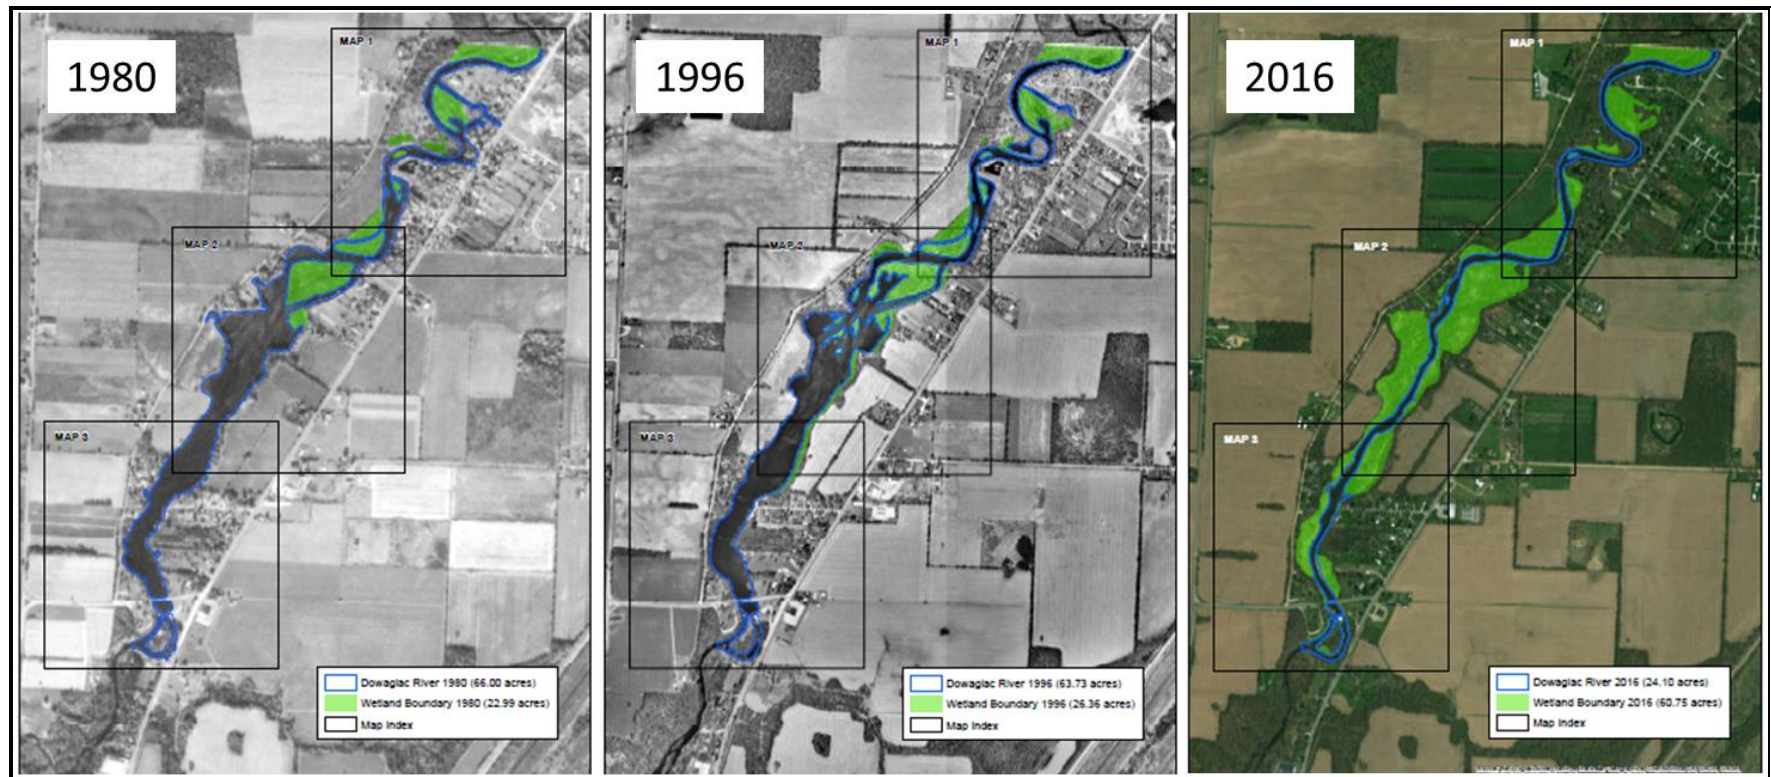 1980
MAP 1
MAP 2
MAP 3
Dowagiac River 1980 (66.00 acres)
Wetland Boundary 1980 (22.99 acres)
Map Index
1996
MAP 1
MAP 2
MAP 3
Dowagiac River 1996 (63.73 acres)
Wetland Boundary 1996 (26.36 acres)
Map Index
2016
MAP 1
MAP 2
MAP 3
Dowagiac River 2016 (24.10 acres)
Wetland Boundary 2016 (60.75 acres)
Map Index